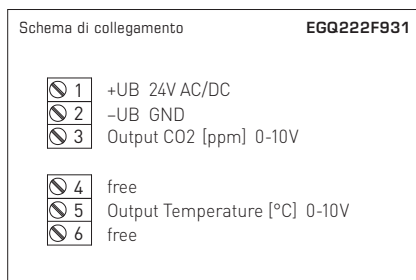 Schema di collegamento EGQ222F931
1 +UB 24V AC/DC
2 –UB GND
3 Output CO2 [ppm] 0-10V
4 free
5 Output Temperature [°C] 0-10V
6 free